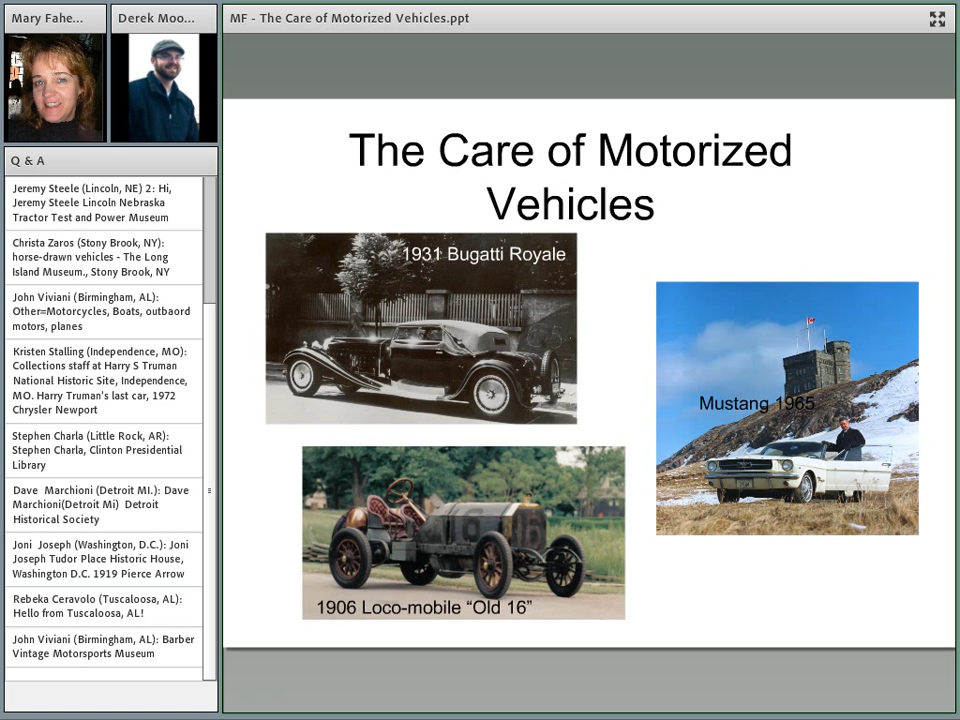 Mary Fahe...
Derek Moo...
MF - The Care of Motorized Vehicles.ppt
Q & A
Jeremy Steele (Lincoln, NE) 2: Hi,
Jeremy Steele Lincoln Nebraska
Tractor Test and Power Museum
Christa Zaros (Stony Brook, NY):
horse-drawn vehicles - The Long
Island Museum., Stony Brook, NY
John Viviani (Birmingham, AL):
Other=Motorcycles, Boats, outbaord
motors, planes
Kristen Stalling (Independence, MO):
Collections staff at Harry S Truman
National Historic Site, Independence,
MO. Harry Truman's last car, 1972
Chrysler Newport
Stephen Charla (Little Rock, AR):
Stephen Charla, Clinton Presidential
Library
Dave Marchioni (Detroit MI.): Dave
Marchioni(Detroit Mi) Detroit
Historical Society
Joni Joseph (Washington, D.C.): Joni
Joseph Tudor Place Historic House,
Washington D.C. 1919 Pierce Arrow
Rebeka Ceravolo (Tuscaloosa, AL):
Hello from Tuscaloosa, AL!
John Viviani (Birmingham, AL): Barber
Vintage Motorsports Museum
The Care of Motorized
Vehicles
1931 Bugatti Royale
Mustang 1965
16
1906 Loco-mobile “Old 16”